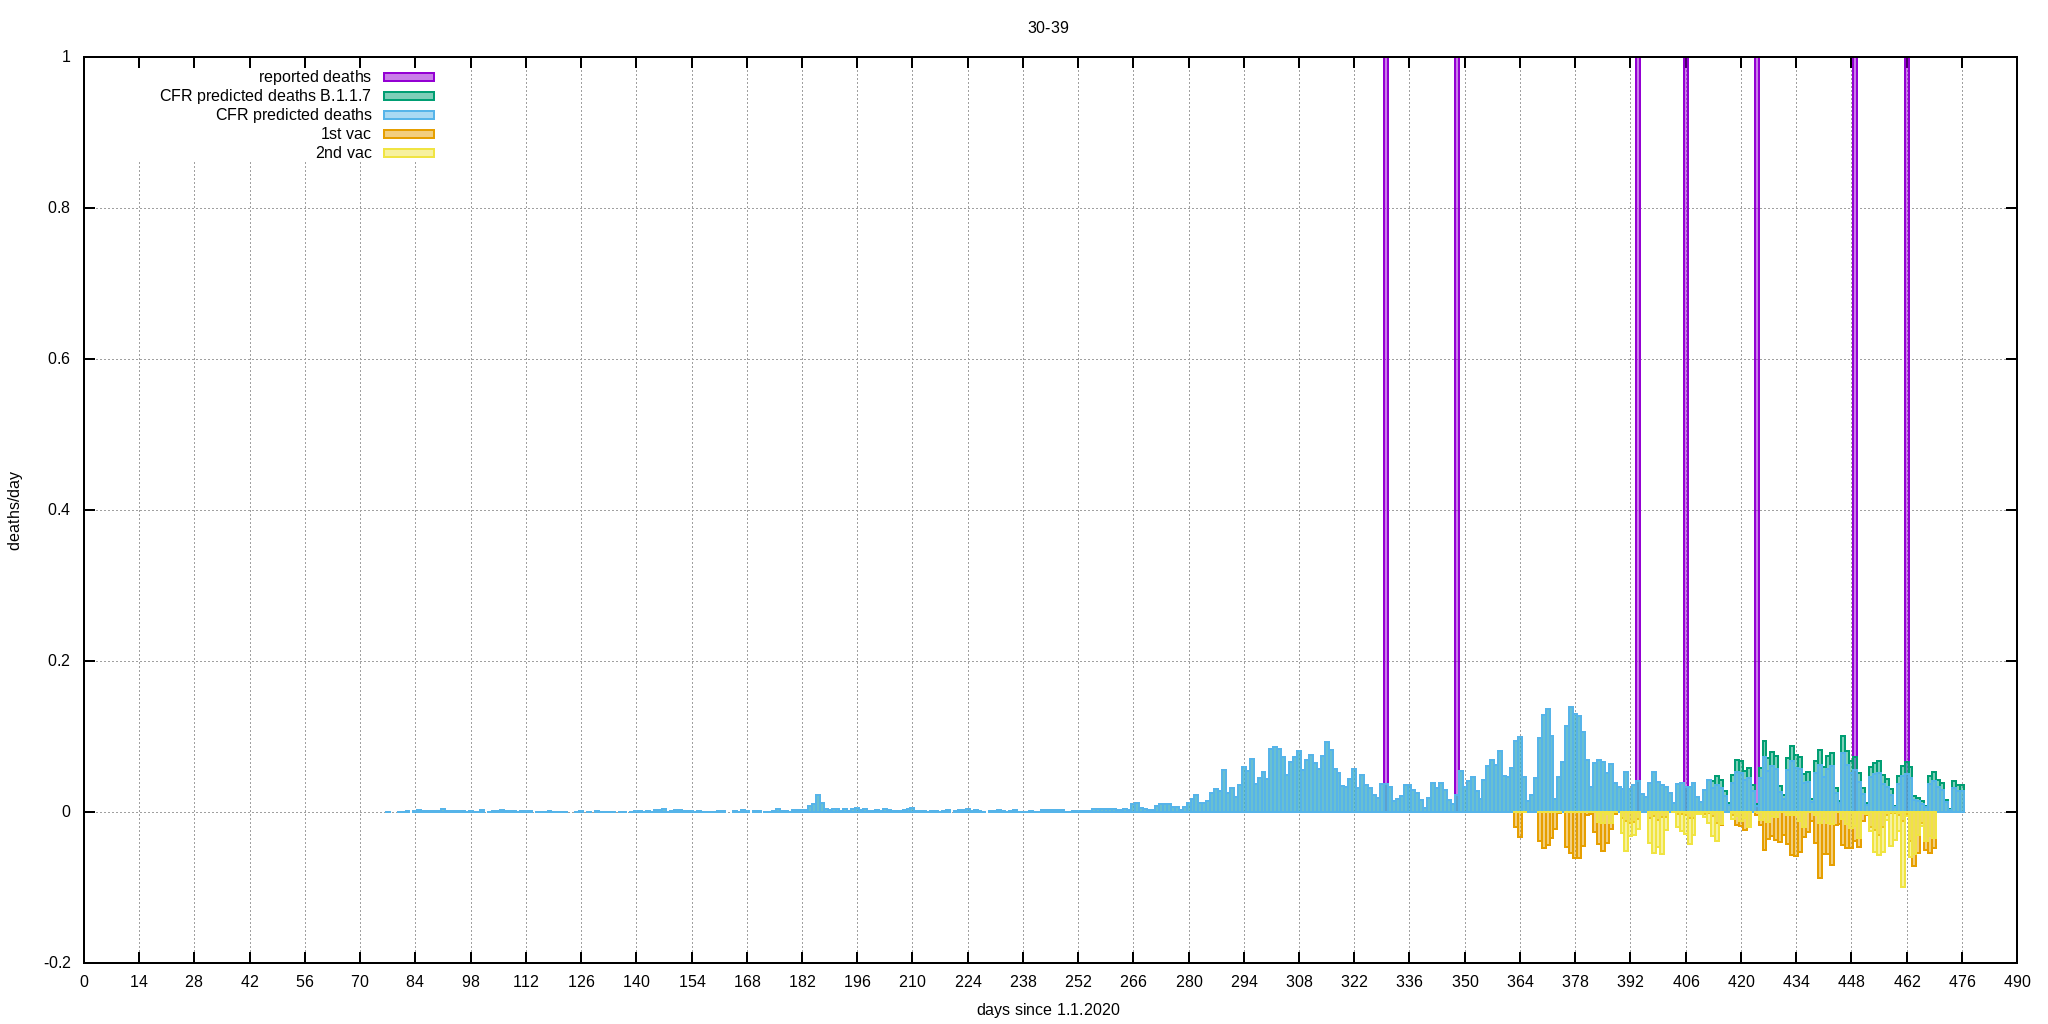 30-39
reported deaths
CFR predicted deaths B.1.1.7
CFR predicted deaths
1st vac
2nd vac
1
0.8
0.6
0.4
0.2
0
-0.2
deaths/day
0 14 28 42 56 70 84 98 112 126 140 154 168 182 196 210 224 238 252 266 280 294 308 322 336 350 364 378 392 406 420 434 448 462 476 490
days since 1.1.2020